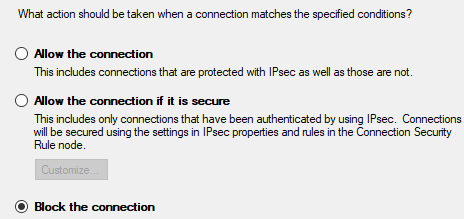 What action should be taken when a connection matches the specified conditions?
Allow the connection
This includes connections that are protected with IPsec as well as those are not.
Allow the connection if it is secure
This includes only connections that have been authenticated by using IPsec. Connections
will be secured using the settings in IPsec properties and rules in the Connection Security
Rule node.
Customize...
Block the connection